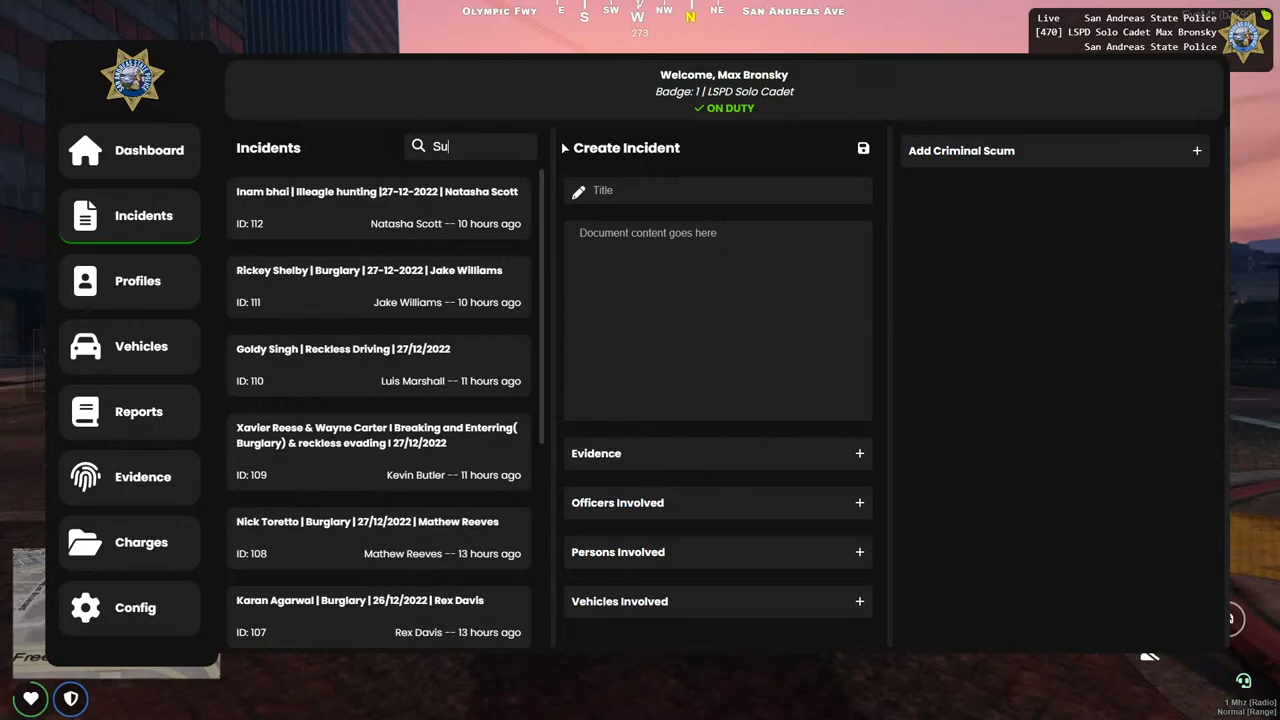 OLYMPIC FWY E S SW W NW N NE SAN ANDREAS AVE
273
Live San Andreas State Police
[470] LSPD Solo Cadet Max Bronsky
San Andreas State Police
Welcome, Max Bronsky
Badge: 1 | LSPD Solo Cadet
ON DUTY
Dashboard
Incidents
Profiles
Vehicles
Reports
Evidence
Charges
Config
Incidents
Su
Inam bhai | Illeagle hunting |27-12-2022 | Natasha Scott
ID: 112 Natasha Scott -- 10 hours ago
Rickey Shelby | Burglary | 27-12-2022 | Jake Williams
ID: 111 Jake Williams -- 10 hours ago
Goldy Singh | Reckless Driving | 27/12/2022
ID: 110 Luis Marshall -- 11 hours ago
Xavier Reese & Wayne Carter I Breaking and Enterring(
Burglary) & reckless evading I 27/12/2022
ID: 109 Kevin Butler -- 11 hours ago
Nick Toretto | Burglary | 27/12/2022 | Mathew Reeves
ID: 108 Mathew Reeves -- 13 hours ago
Karan Agarwal | Burglary | 26/12/2022 | Rex Davis
ID: 107 Rex Davis -- 13 hours ago
Create Incident
Title
Document content goes here
Evidence +
Officers Involved +
Persons Involved +
Vehicles Involved +
Add Criminal Scum +
1 Mhz [Radio]
Normal [Range]